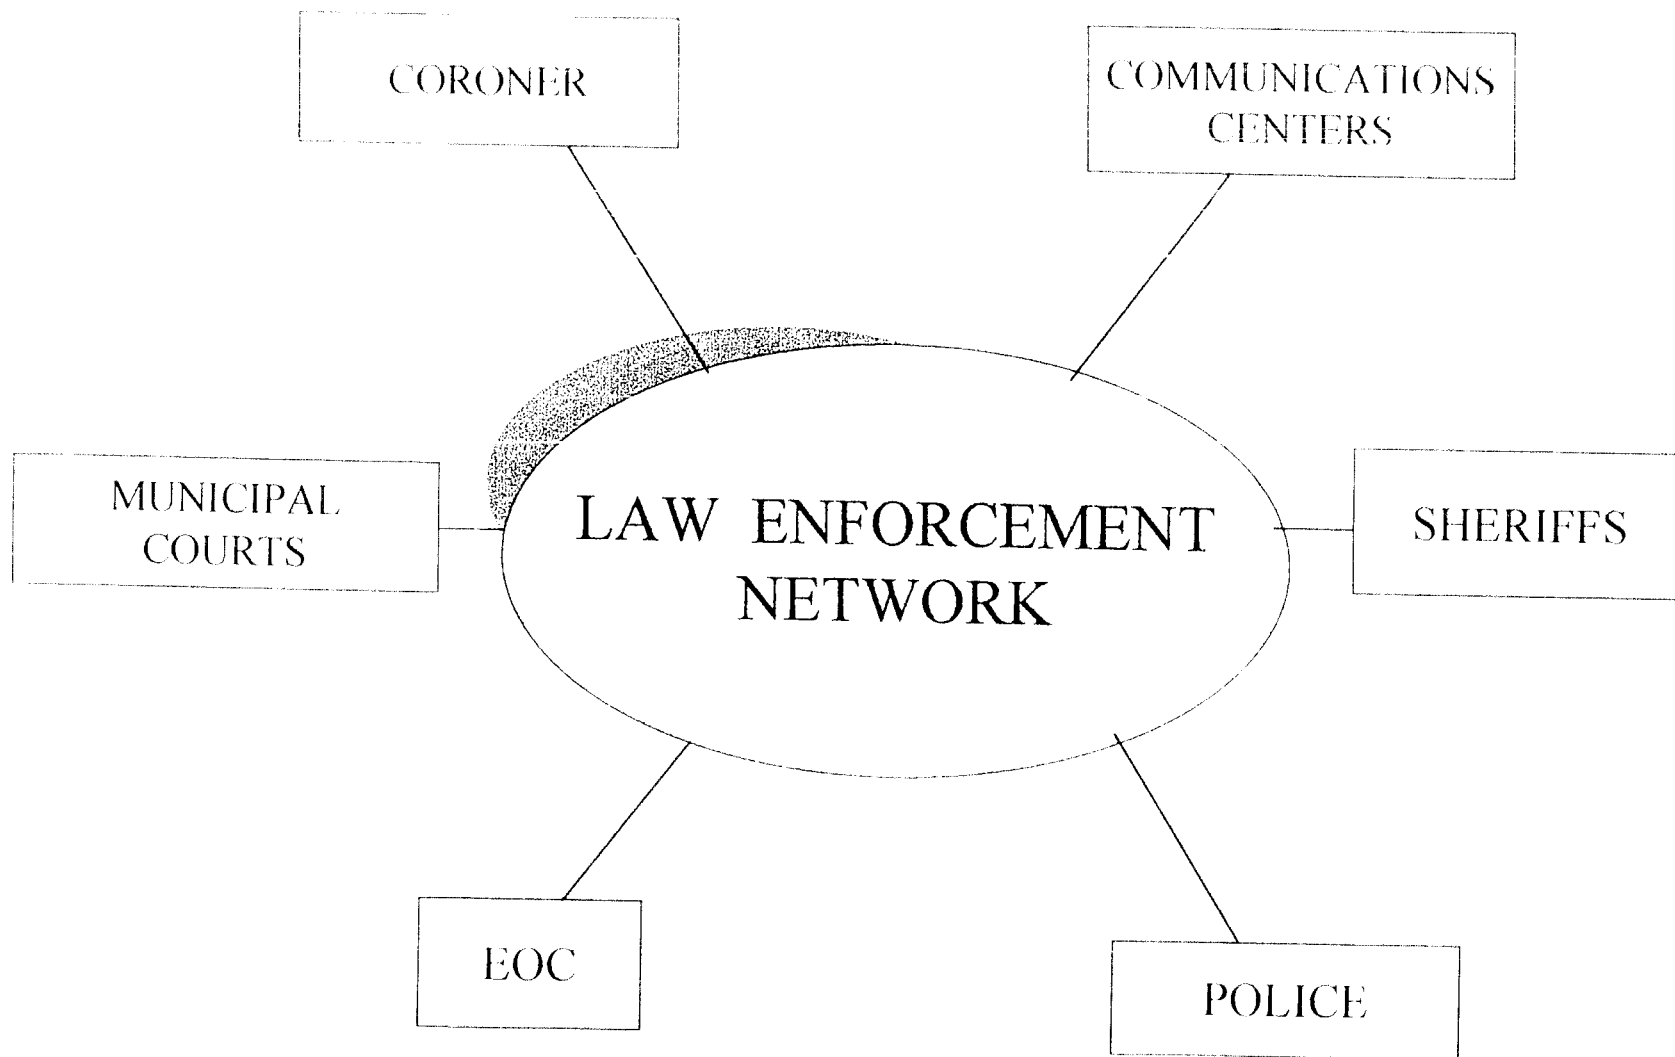 CORONER
COMMUNICATIONS
CENTERS
MUNICIPAL
COURTS
LAW ENFORCEMENT
NETWORK
SHERIFFS
EOC
POLICE